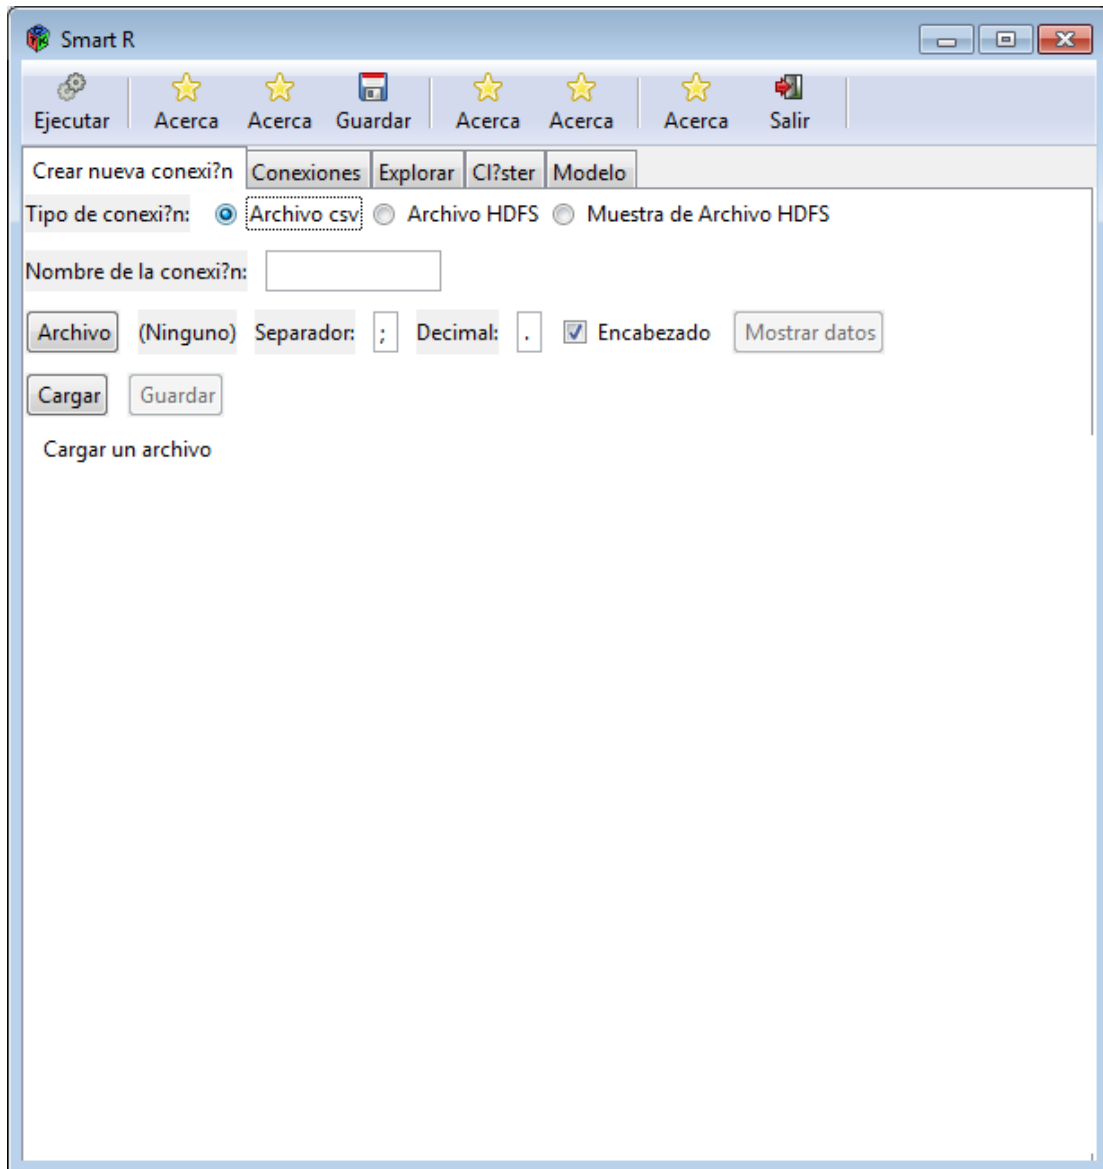 Smart R
Ejecutar Acerca Acerca Guardar Acerca Acerca Acerca Salir
Crear nueva conexi?n Conexiones Explorar Cl?ster Modelo
Tipo de conexi?n: Archivo csv Archivo HDFS Muestra de Archivo HDFS
Nombre de la conexi?n:
Archivo (Ninguno) Separador: ; Decimal: . Encabezado Mostrar datos
Cargar Guardar
Cargar un archivo